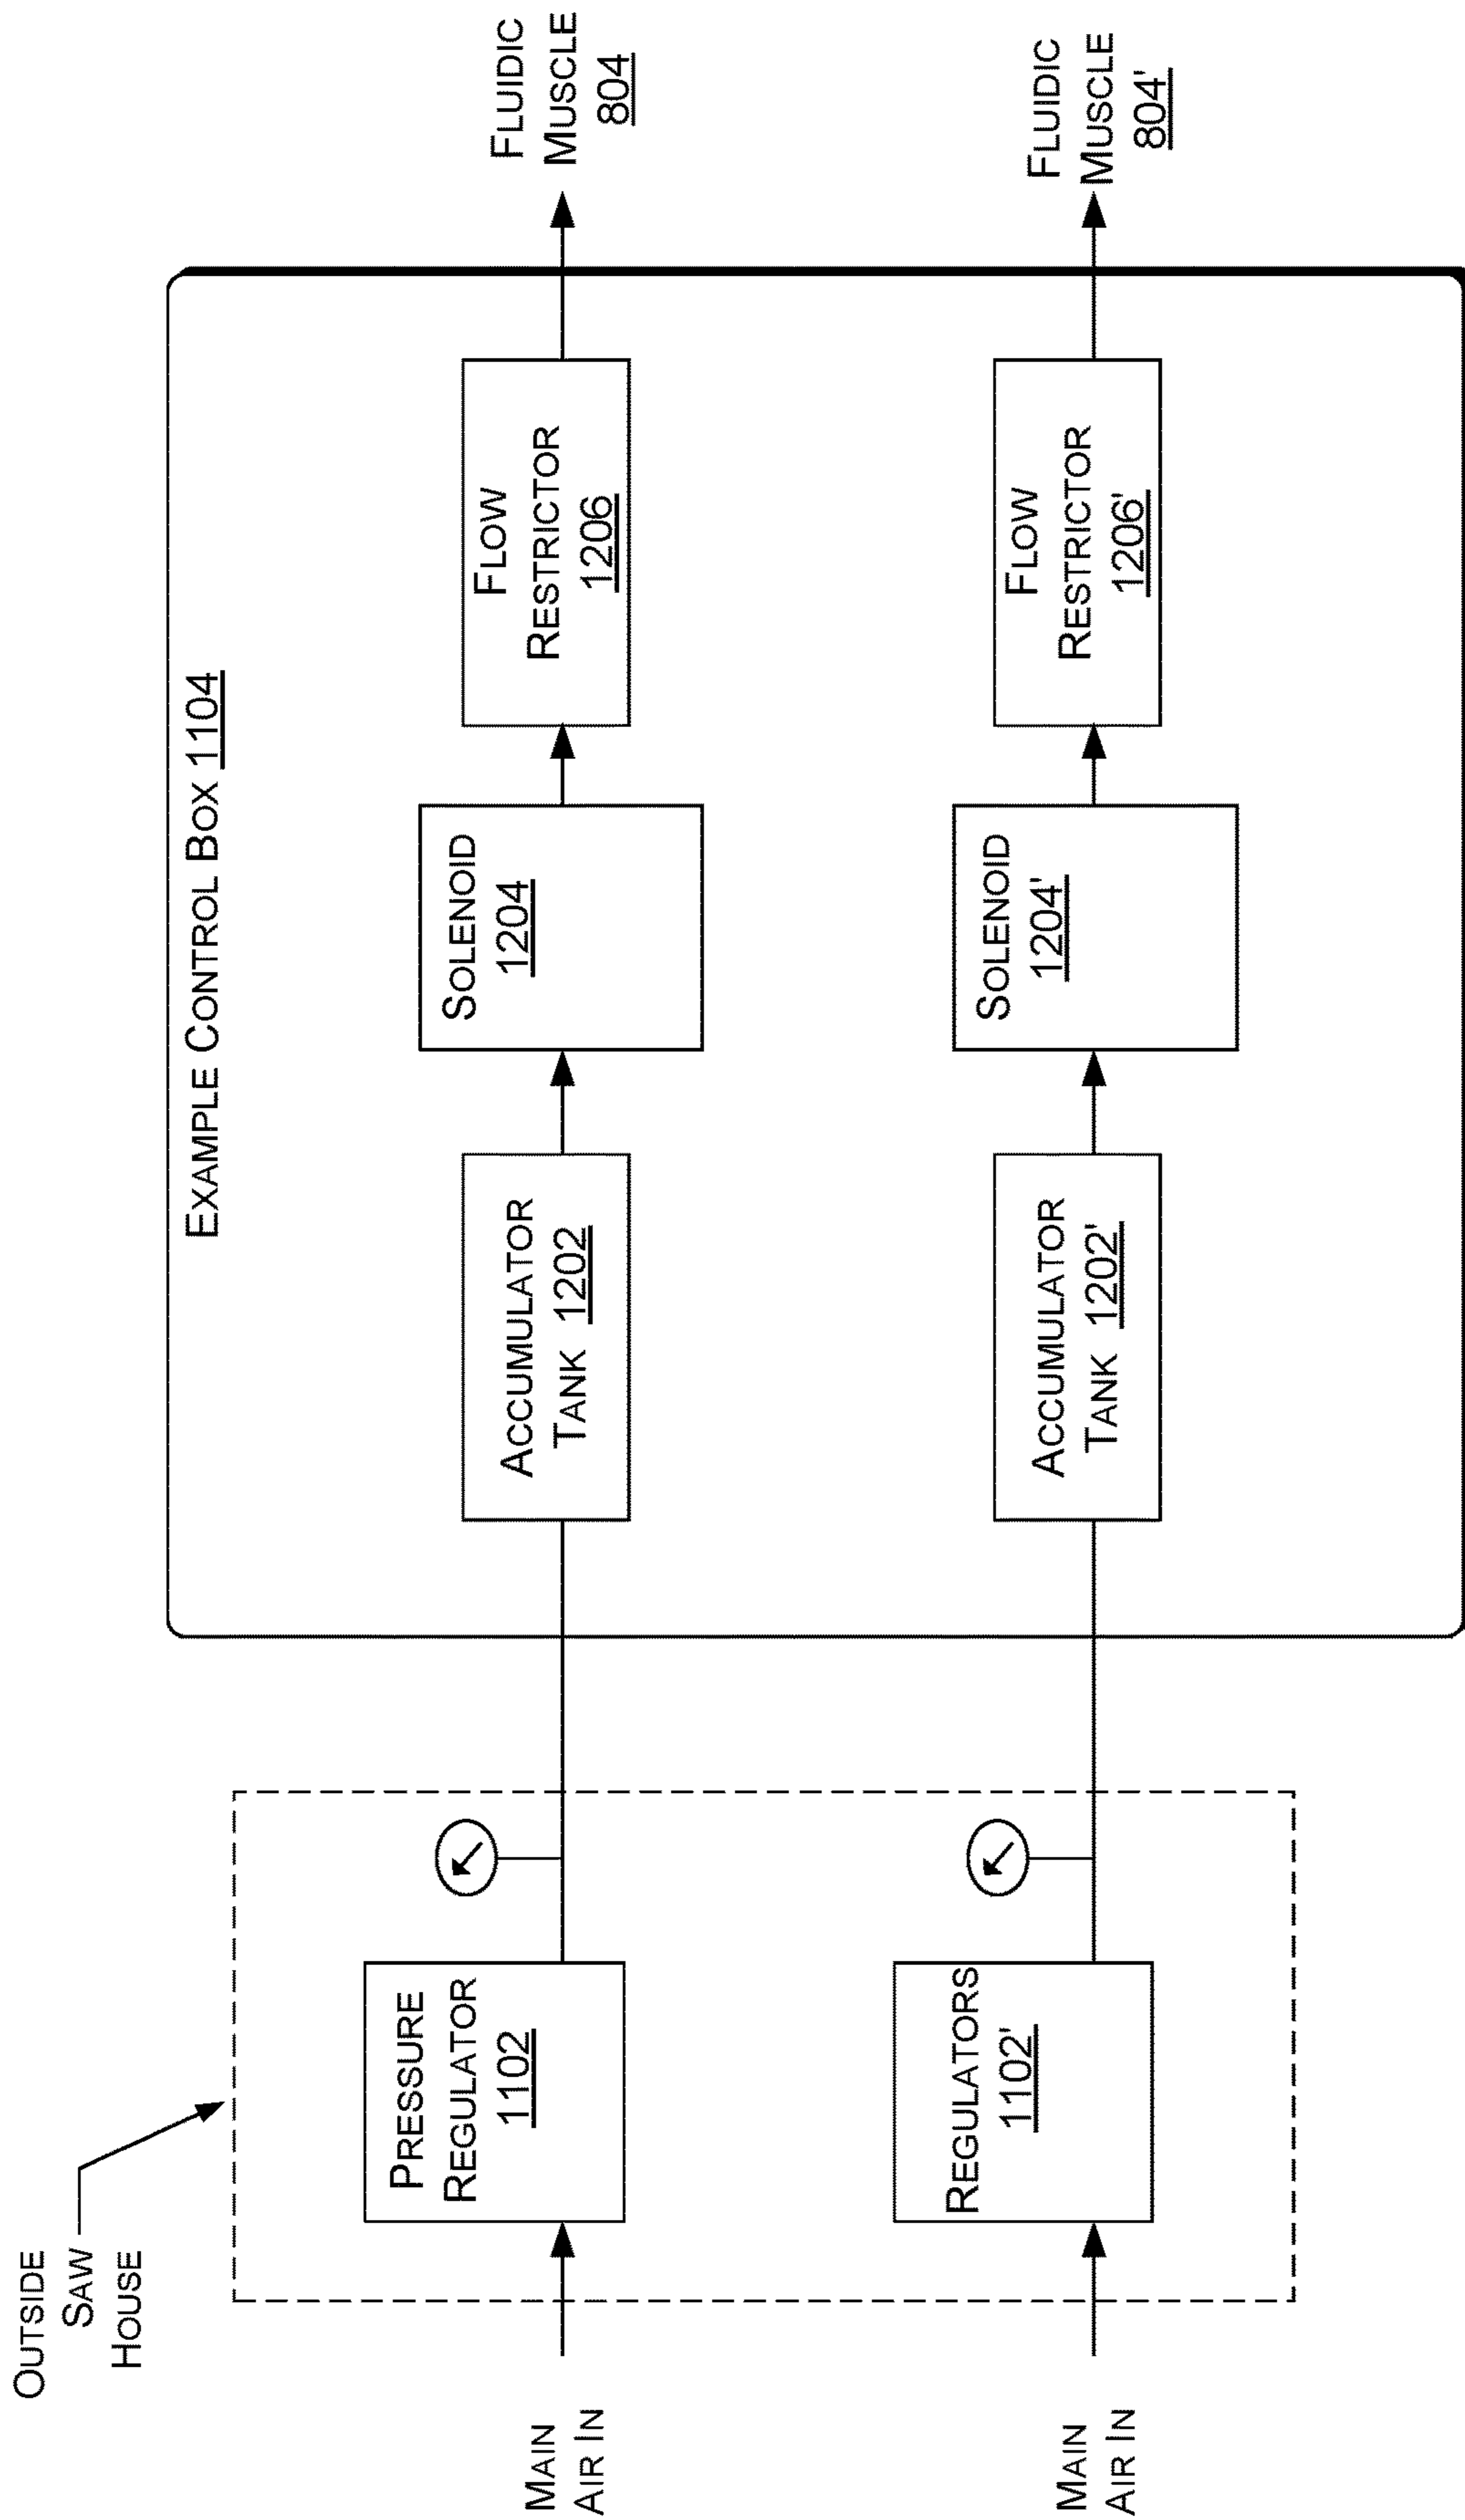 OUTSIDE
SAW
HOUSE
EXAMPLE CONTROL BOX 1104
MAIN
AIR IN
PRESSURE
REGULATOR
1102
ACCUMULATOR
TANK 1202
SOLENOID
1204
FLOW
RESTRICTOR
1206
FLUIDIC
MUSCLE
804
MAIN
AIR IN
REGULATORS
1102'
ACCUMULATOR
TANK 1202'
SOLENOID
1204'
FLOW
RESTRICTOR
1206'
FLUIDIC
MUSCLE
804'